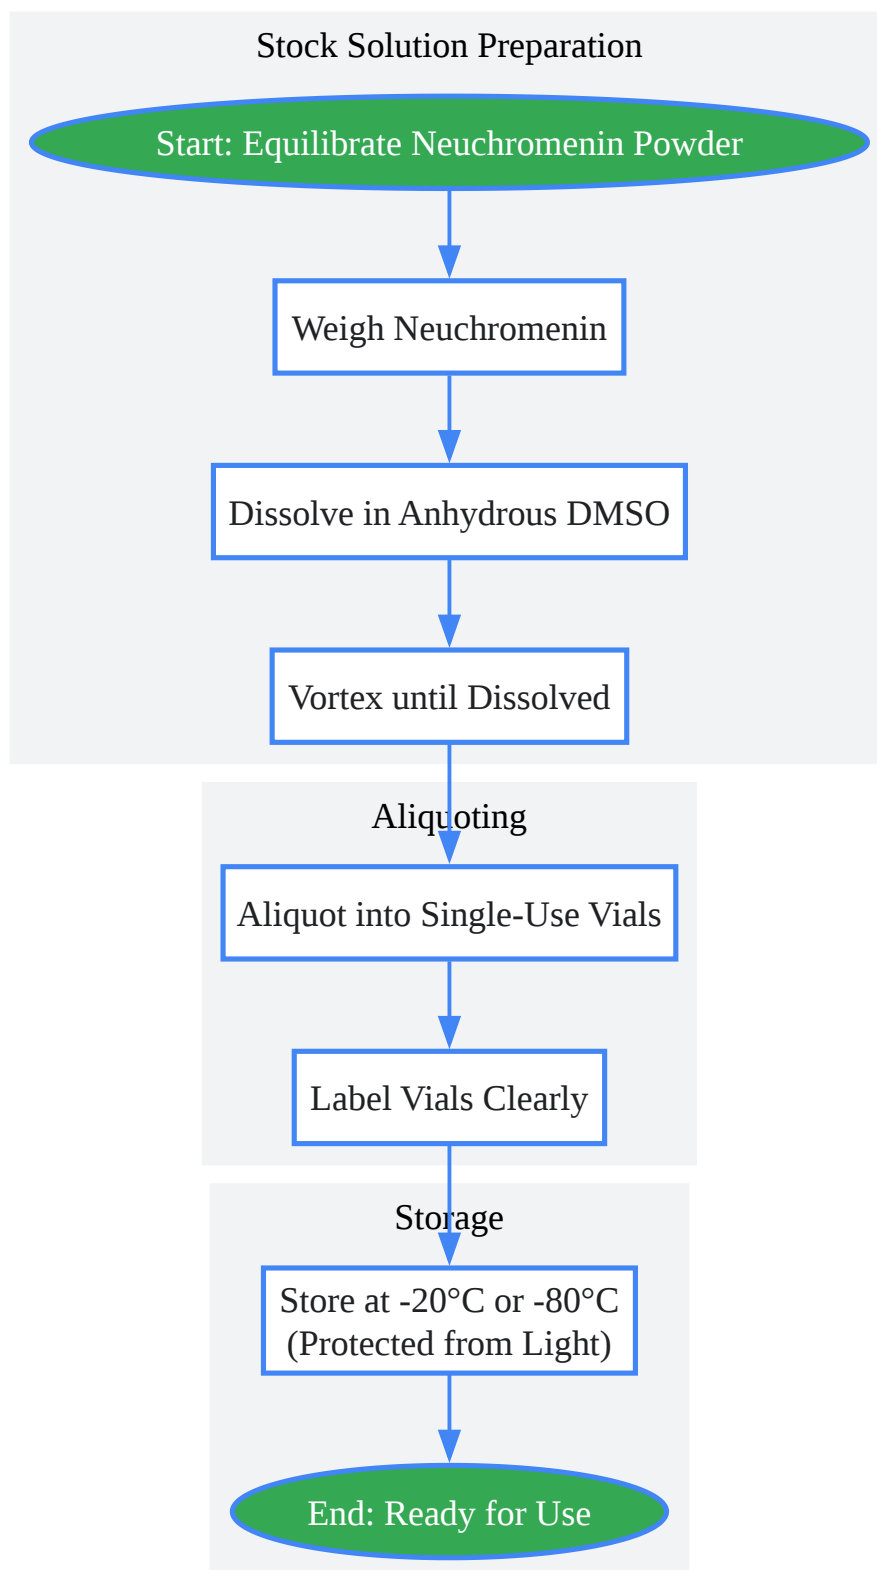 Stock Solution Preparation
Start: Equilibrate Neuchromenin Powder
Weigh Neuchromenin
Dissolve in Anhydrous DMSO
Vortex until Dissolved
Aliquoting
Aliquot into Single-Use Vials
Label Vials Clearly
Storage
Store at -20°C or -80°C
(Protected from Light)
End: Ready for Use